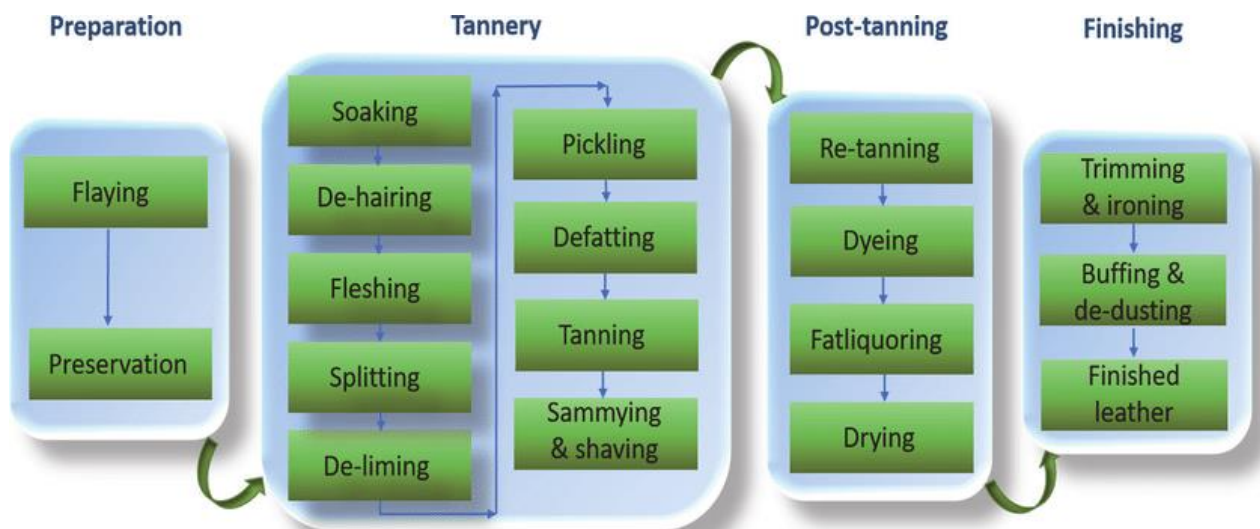 Preparation
Tannery
Post-tanning
Finishing
Flaying
Preservation
Soaking
De-hairing
Fleshing
Splitting
De-liming
Pickling
Defatting
Tanning
Sammying
& shaving
Re-tanning
Dyeing
Fatliquoring
Drying
Trimming
& ironing
Buffing &
de-dusting
Finished
leather